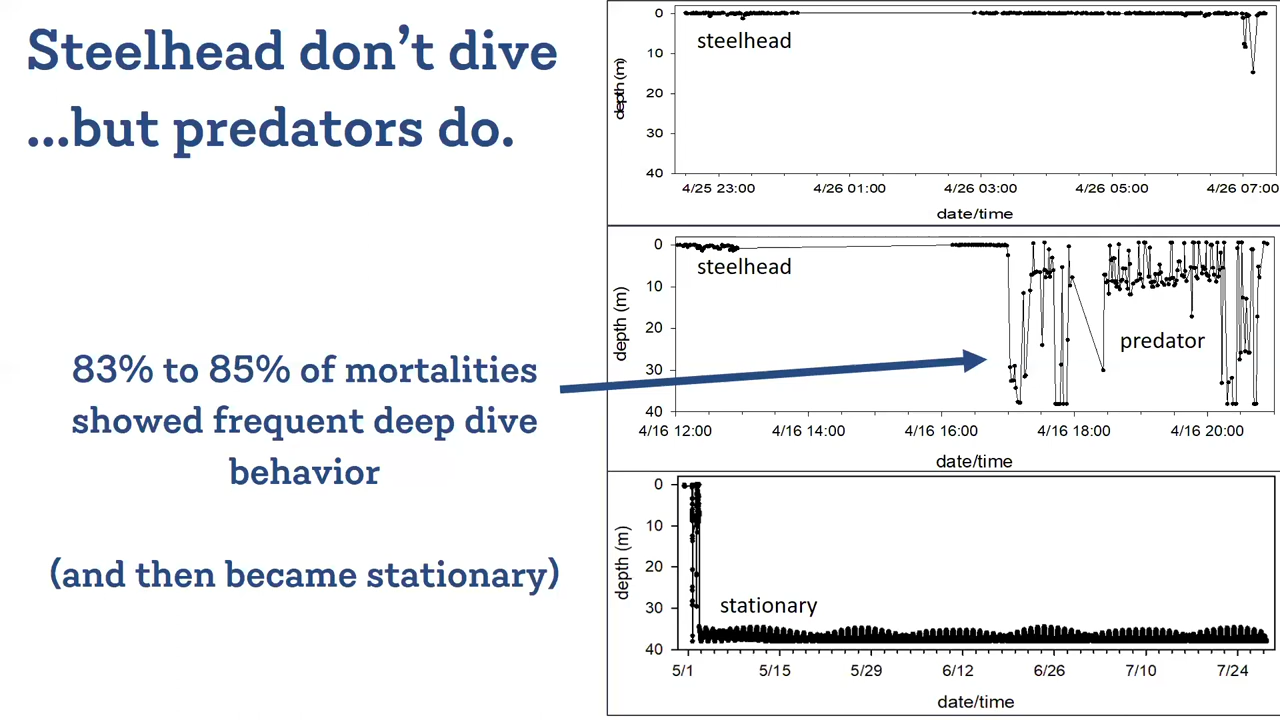 Steelhead don’t dive
...but predators do.
83% to 85% of mortalities
showed frequent deep dive
behavior
(and then became stationary)
0
10
20
30
40
depth (m)
steelhead
4/25 23:00 4/26 01:00 4/26 03:00 4/26 05:00 4/26 07:00
date/time
0
10
20
30
40
depth (m)
steelhead
predator
4/16 12:00 4/16 14:00 4/16 16:00 4/16 18:00 4/16 20:00
date/time
0
10
20
30
40
depth (m)
stationary
5/1 5/15 5/29 6/12 6/26 7/10 7/24
date/time